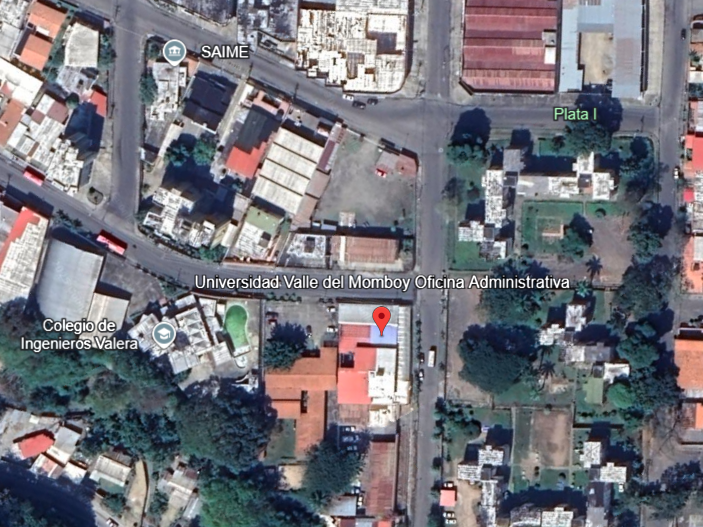 SAIME
Plata I
Universidad Valle del Momboy Oficina Administrativa
Colegio de
Ingenieros Valera